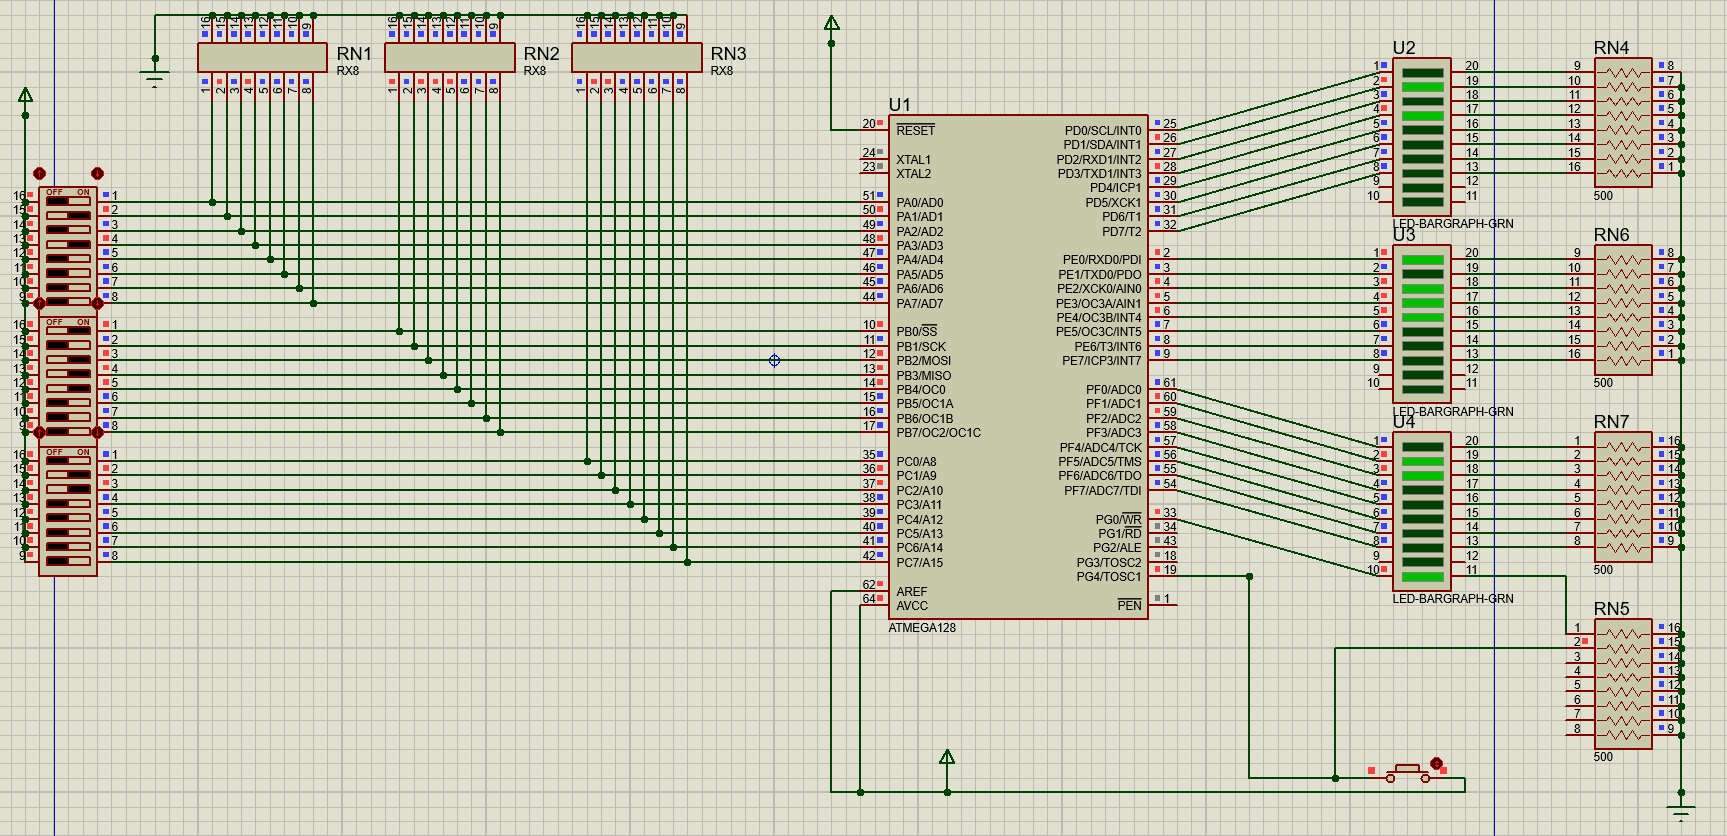 RN1
RX8
16 15 14 13 12 11 10 9
1 2 3 4 5 6 7 8
RN2
RX8
16 15 14 13 12 11 10 9
1 2 3 4 5 6 7 8
RN3
RX8
16 15 14 13 12 11 10 9
1 2 3 4 5 6 7 8
OFF ON
16 1
15 2
14 3
13 4
12 5
11 6
10 7
9 8
OFF ON
16 1
15 2
14 3
13 4
12 5
11 6
10 7
9 8
OFF ON
16 1
15 2
14 3
13 4
12 5
11 6
10 7
9 8
U1
20 RESET
24 XTAL1
23 XTAL2
51 PA0/AD0
50 PA1/AD1
49 PA2/AD2
48 PA3/AD3
47 PA4/AD4
46 PA5/AD5
45 PA6/AD6
44 PA7/AD7
10 PB0/SS
11 PB1/SCK
12 PB2/MOSI
13 PB3/MISO
14 PB4/OC0
15 PB5/OC1A
16 PB6/OC1B
17 PB7/OC2/OC1C
35 PC0/A8
36 PC1/A9
37 PC2/A10
38 PC3/A11
39 PC4/A12
40 PC5/A13
41 PC6/A14
42 PC7/A15
62 AREF
64 AVCC
PD0/SCL/INT0 25
PD1/SDA/INT1 26
PD2/RXD1/INT2 27
PD3/TXD1/INT3 28
PD4/ICP1 29
PD5/XCK1 30
PD6/T1 31
PD7/T2 32
PE0/RXD0/PDI 2
PE1/TXD0/PDO 3
PE2/XCK0/AIN0 4
PE3/OC3A/AIN1 5
PE4/OC3B/INT4 6
PE5/OC3C/INT5 7
PE6/T3/INT6 8
PE7/ICP3/INT7 9
PF0/ADC0 61
PF1/ADC1 60
PF2/ADC2 59
PF3/ADC3 58
PF4/ADC4/TCK 57
PF5/ADC5/TMS 56
PF6/ADC6/TDO 55
PF7/ADC7/TDI 54
PG0/WR 33
PG1/RD 34
PG2/ALE 43
PG3/TOSC2 18
PG4/TOSC1 19
PEN 1
ATMEGA128
U2
1 20
2 19
3 18
4 17
5 16
6 15
7 14
8 13
9 12
10 11
LED-BARGRAPH-GRN
U3
1 20
2 19
3 18
4 17
5 16
6 15
7 14
8 13
9 12
10 11
LED-BARGRAPH-GRN
U4
1 20
2 19
3 18
4 17
5 16
6 15
7 14
8 13
9 12
10 11
LED-BARGRAPH-GRN
RN4
9 8
10 7
11 6
12 5
13 4
14 3
15 2
16 1
500
RN6
9 8
10 7
11 6
12 5
13 4
14 3
15 2
16 1
500
RN7
1 16
2 15
3 14
4 13
5 12
6 11
7 10
8 9
500
RN5
1 16
2 15
3 14
4 13
5 12
6 11
7 10
8 9
500